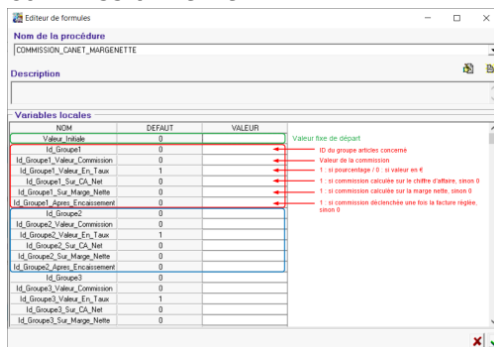 Editeur de formules
Nom de la procédure
COMMISSION_CANET_MARGENETTE
Description
Variables locales
NOM DEFAUT VALEUR
Valeur_Initiale 0 Valeur fixe de départ
Id_Groupe1 0 ID du groupe articles concerné
Id_Groupe1_Valeur_Commission 0 Valeur de la commission
Id_Groupe1_Valeur_En_Taux 1 1 : si pourcentage / 0 : si valeur en €
Id_Groupe1_Sur_CA_Net 0 1 : si commission calculée sur le chiffre d'affaire, sinon 0
Id_Groupe1_Sur_Marge_Nette 0 1 : si commission calculée sur la marge nette, sinon 0
Id_Groupe1_Apres_Encaissement 0 1 : si commission déclenchée une fois la facture réglée, sinon 0
Id_Groupe2 0
Id_Groupe2_Valeur_Commission 0
Id_Groupe2_Valeur_En_Taux 1
Id_Groupe2_Sur_CA_Net 0
Id_Groupe2_Sur_Marge_Nette 0
Id_Groupe2_Apres_Encaissement 0
Id_Groupe3 0
Id_Groupe3_Valeur_Commission 0
Id_Groupe3_Valeur_En_Taux 1
Id_Groupe3_Sur_CA_Net 0
Id_Groupe3_Sur_Marge_Nette 0